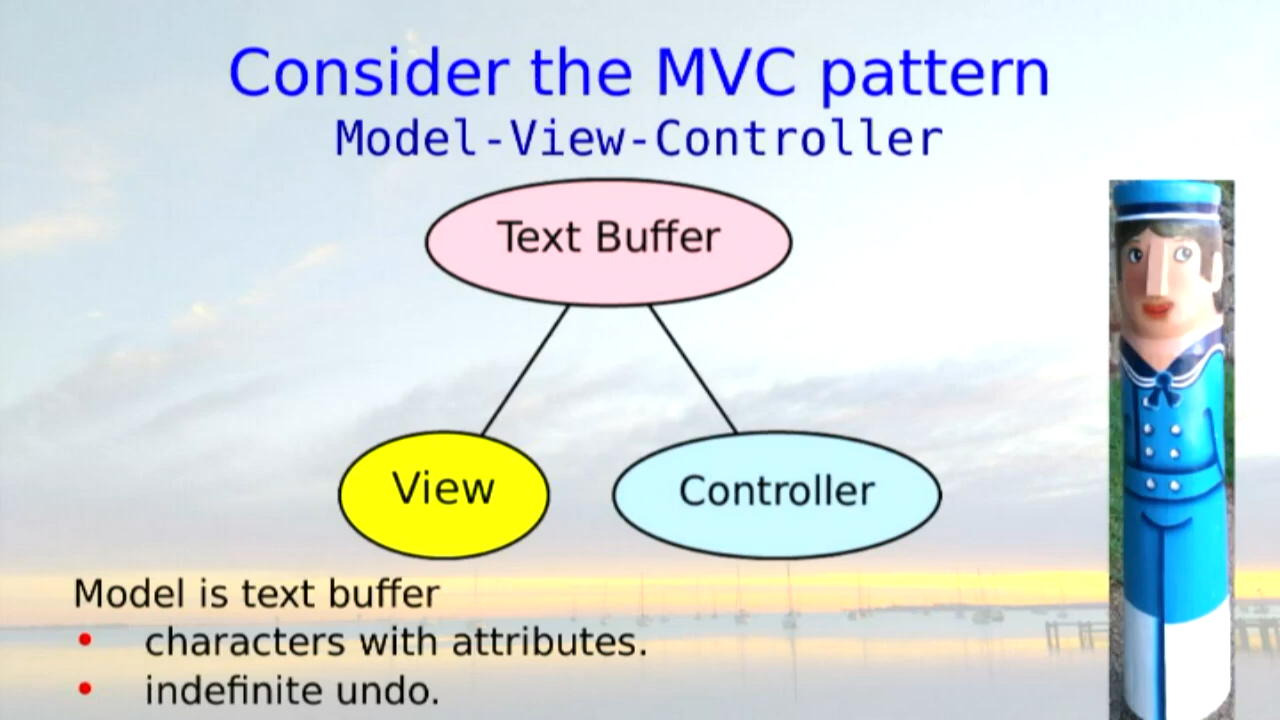 Consider the MVC pattern
Model-View-Controller
Text Buffer
View
Controller
Model is text buffer
• characters with attributes.
• indefinite undo.